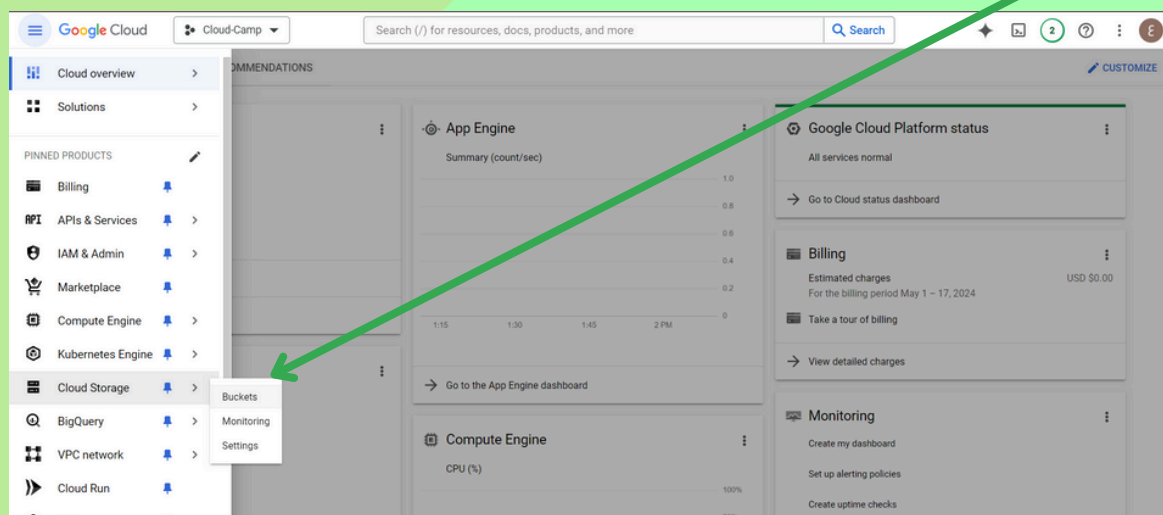 Google Cloud
Cloud-Camp
Search (/) for resources, docs, products, and more
Search
2
Cloud overview
Solutions
PINNED PRODUCTS
Billing
API APIs & Services
IAM & Admin
Marketplace
Compute Engine
Kubernetes Engine
Cloud Storage
BigQuery
VPC network
Cloud Run
Buckets
Monitoring
Settings
OMMENDATIONS
CUSTOMIZE
App Engine
Summary (count/sec)
1.0
0.8
0.6
0.4
0.2
0
1:15 1:30 1:45 2 PM
Go to the App Engine dashboard
Compute Engine
CPU (%)
100%
Google Cloud Platform status
All services normal
Go to Cloud status dashboard
Billing
Estimated charges USD $0.00
For the billing period May 1 – 17, 2024
Take a tour of billing
View detailed charges
Monitoring
Create my dashboard
Set up alerting policies
Create uptime checks